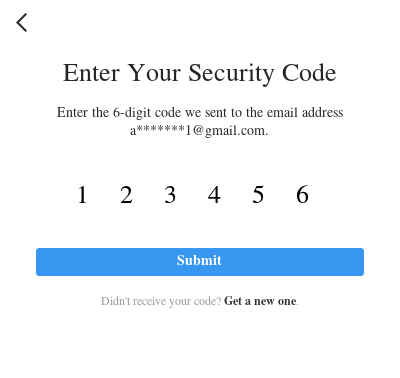 Enter Your Security Code
Enter the 6-digit code we sent to the email address
a*******1@gmail.com.
1 2 3 4 5 6
Submit
Didn't receive your code? Get a new one.